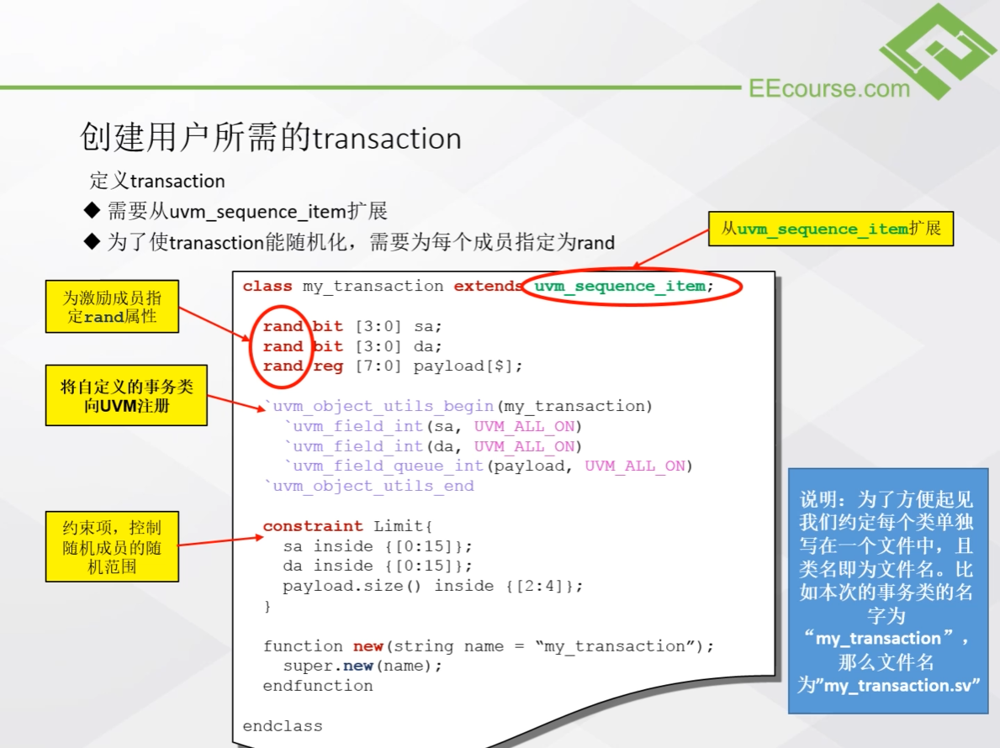 EEcourse.com
创建用户所需的transaction
定义transaction
◆ 需要从uvm_sequence_item扩展
◆ 为了使tranasction能随机化，需要为每个成员指定为rand
从uvm_sequence_item扩展
为激励成员指
定rand属性
将自定义的事务类
向UVM注册
约束项，控制
随机成员的随
机范围
class my_transaction extends uvm_sequence_item;
rand bit [3:0] sa;
rand bit [3:0] da;
rand reg [7:0] payload[$];
`uvm_object_utils_begin(my_transaction)
`uvm_field_int(sa, UVM_ALL_ON)
`uvm_field_int(da, UVM_ALL_ON)
`uvm_field_queue_int(payload, UVM_ALL_ON)
`uvm_object_utils_end
constraint Limit{
sa inside {[0:15]};
da inside {[0:15]};
payload.size() inside {[2:4]};
}
function new(string name = “my_transaction”);
super.new(name);
endfunction
endclass
说明：为了方便起见
我们约定每个类单独
写在一个文件中，且
类名即为文件名。比
如本次的事务类的名
字为
“my_transaction”，
那么文件名
为”my_transaction.sv”